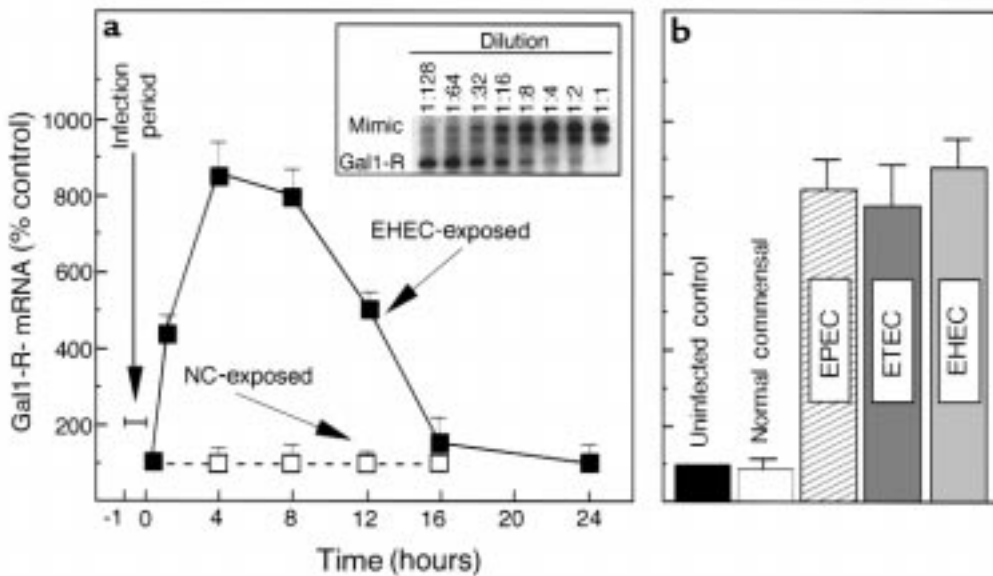 a
Gal1-R- mRNA (% control)
1000
800
600
400
200
Infection
period
Dilution
1:128
1:64
1:32
1:16
1:8
1:4
1:2
1:1
Mimic
Gal1-R
EHEC-exposed
NC-exposed
-1
0
4
8
12
16
20
24
Time (hours)
b
Uninfected control
Normal commensal
EPEC
ETEC
EHEC